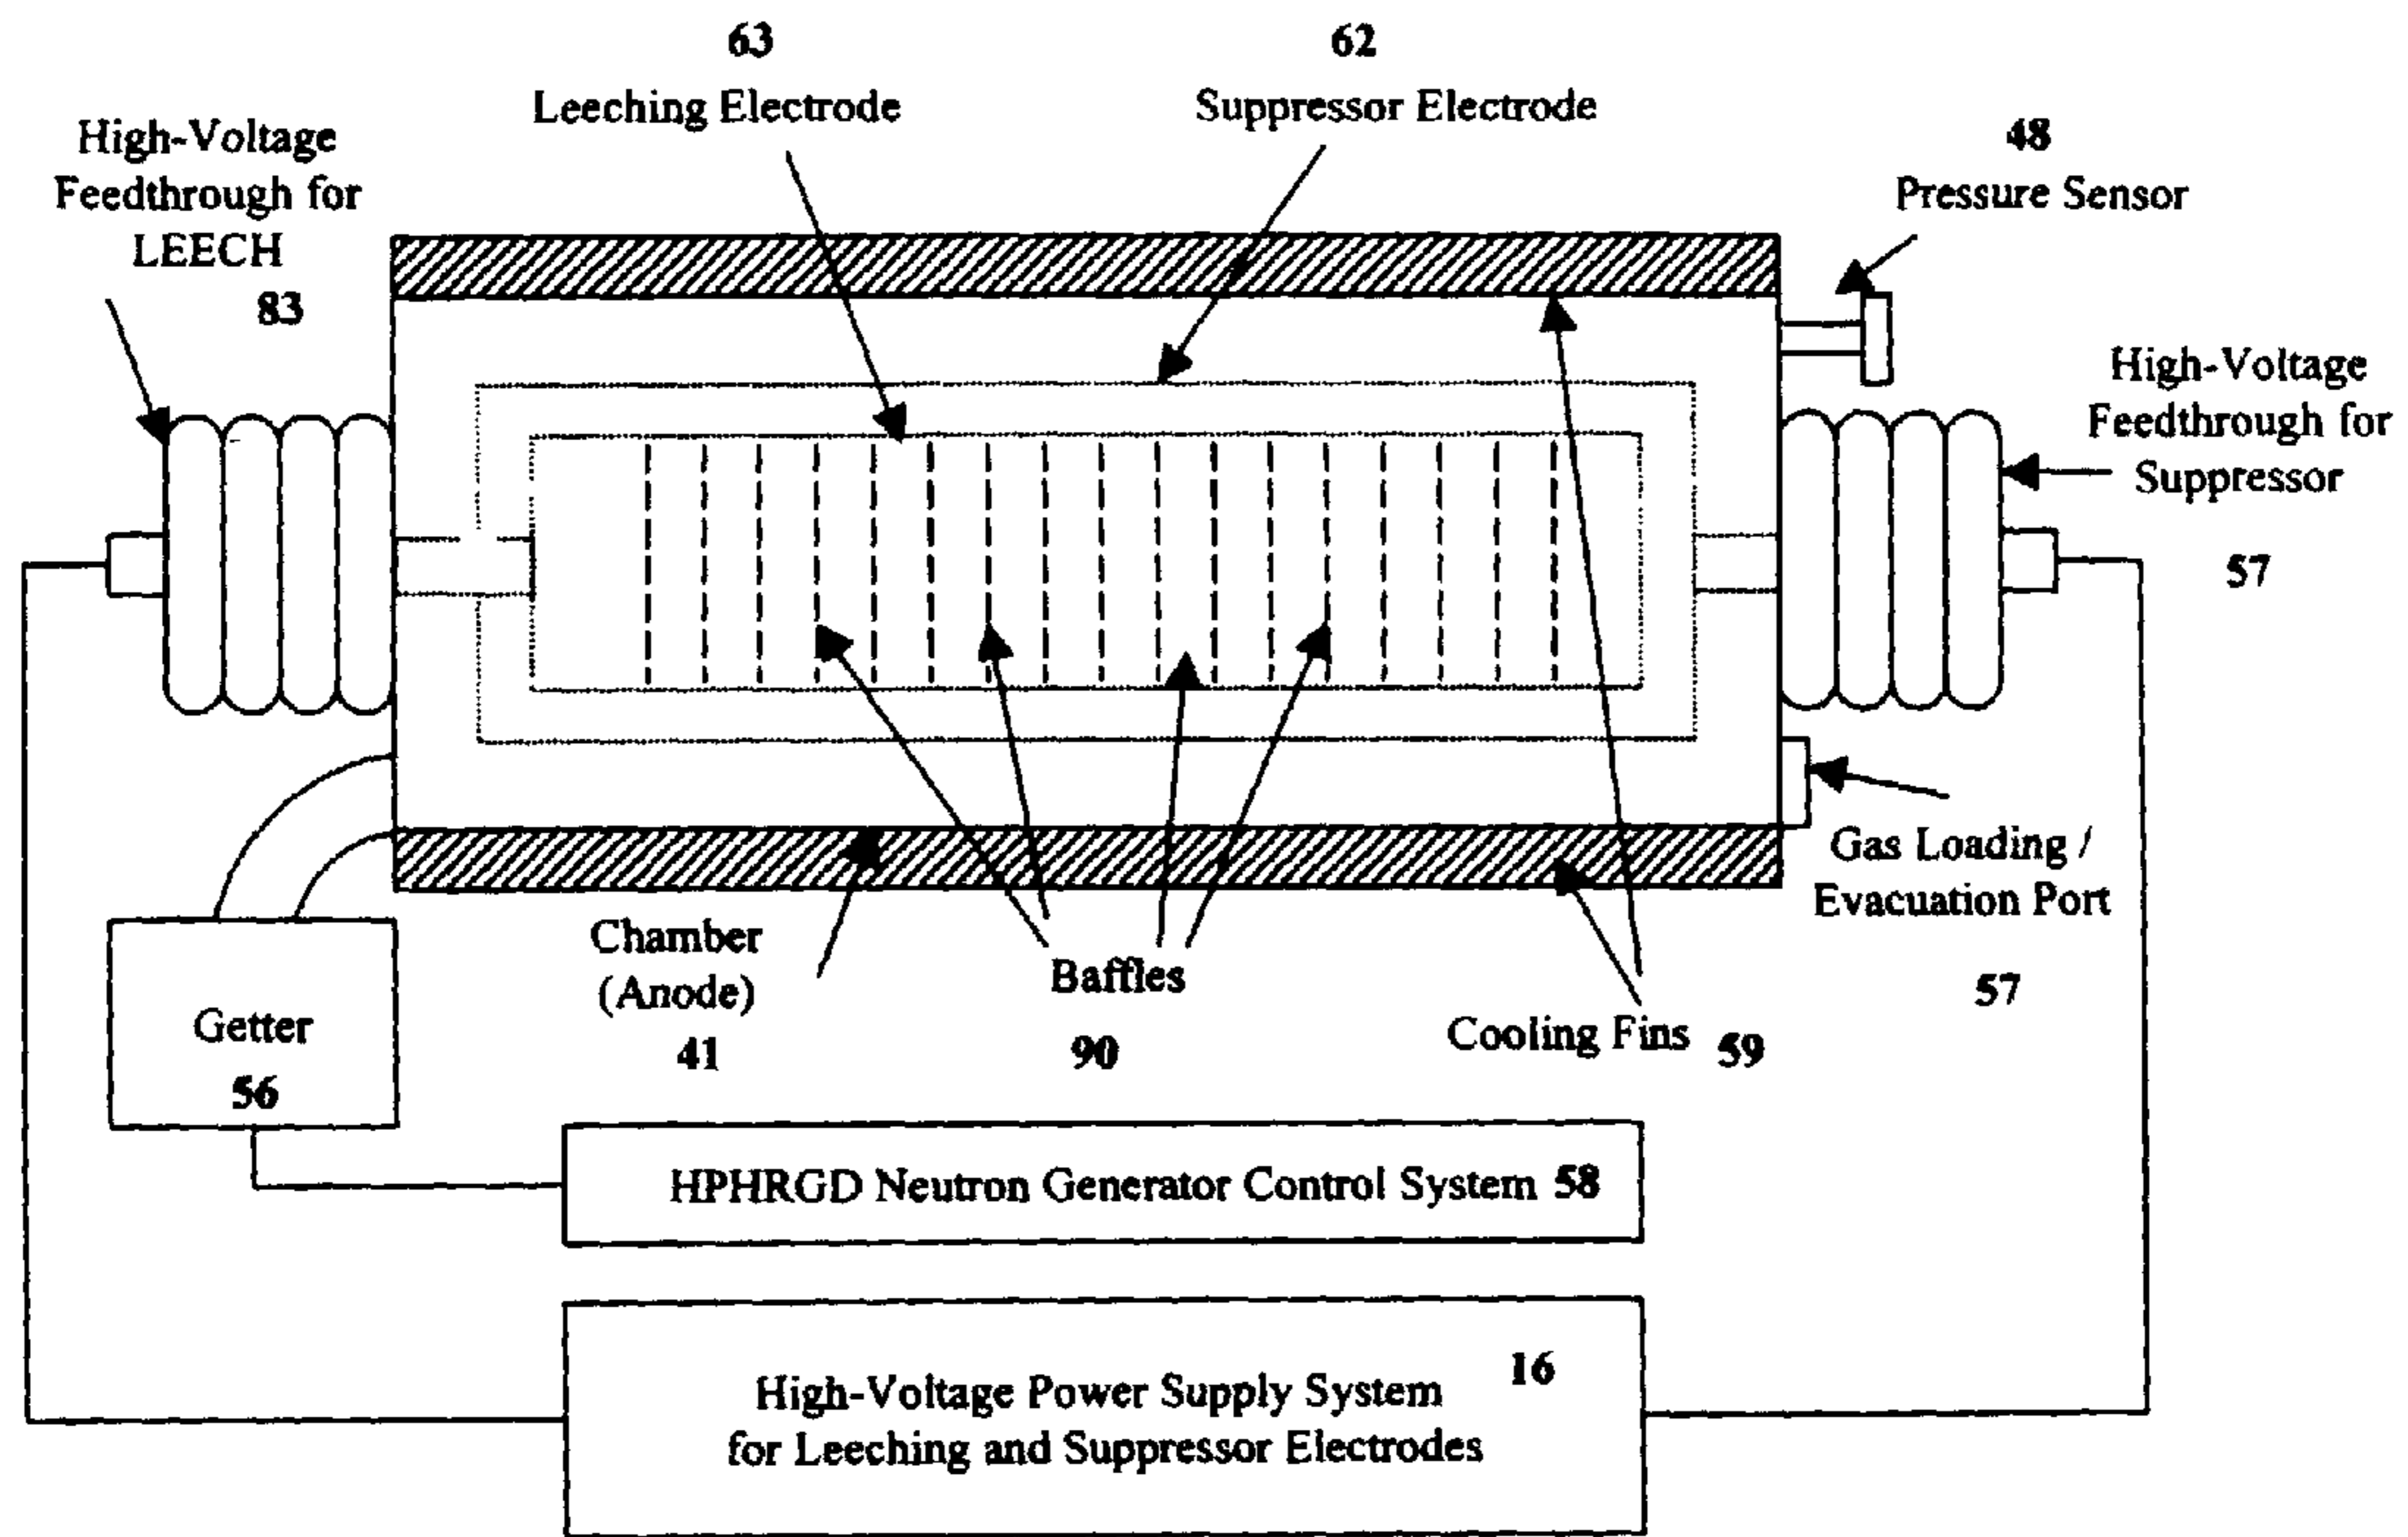 63
Leeching Electrode
62
Suppressor Electrode
High-Voltage
Feedthrough for
LEECH
83
48
Pressure Sensor
High-Voltage
Feedthrough for
Suppressor
57
Gas Loading /
Evacuation Port
57
Chamber
(Anode)
41
Baffles
90
Cooling Fins 59
Getter
56
HPHRGD Neutron Generator Control System 58
16
High-Voltage Power Supply System
for Leeching and Suppressor Electrodes